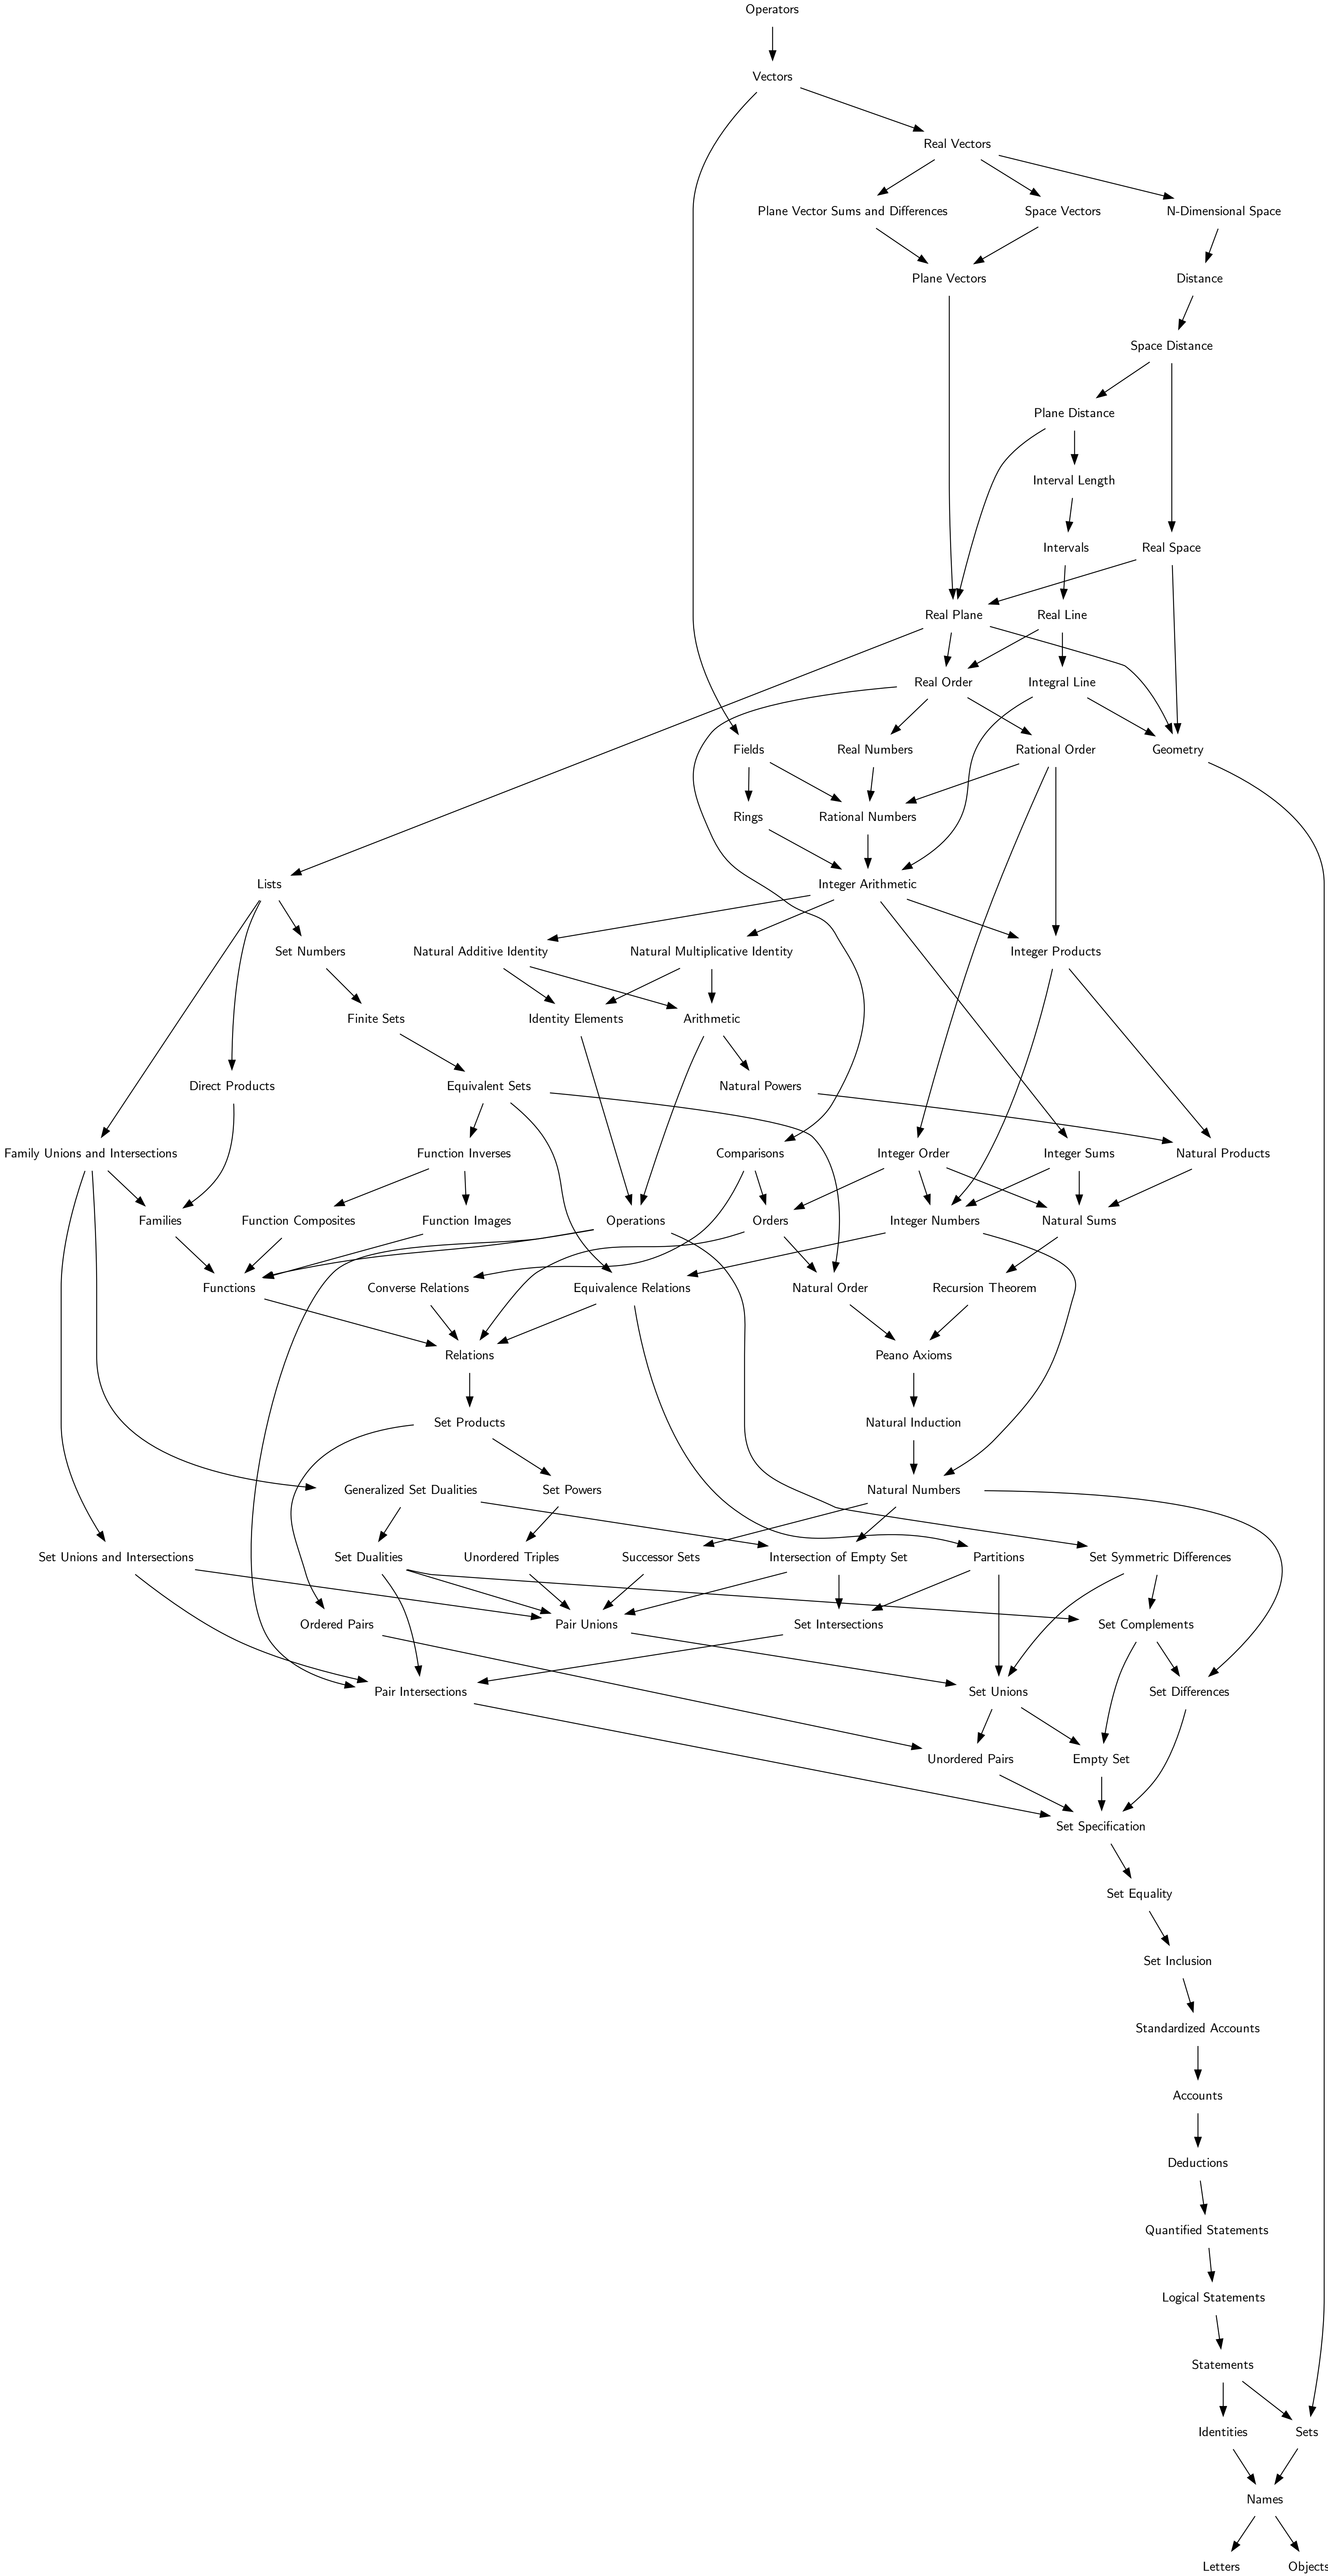 Operators
Vectors
Real Vectors
Plane Vector Sums and Differences
Space Vectors
N-Dimensional Space
Plane Vectors
Distance
Space Distance
Plane Distance
Interval Length
Intervals
Real Space
Real Plane
Real Line
Real Order
Integral Line
Fields
Real Numbers
Rational Order
Geometry
Rings
Rational Numbers
Lists
Integer Arithmetic
Set Numbers
Natural Additive Identity
Natural Multiplicative Identity
Integer Products
Finite Sets
Identity Elements
Arithmetic
Direct Products
Equivalent Sets
Natural Powers
Family Unions and Intersections
Function Inverses
Comparisons
Integer Order
Integer Sums
Natural Products
Families
Function Composites
Function Images
Operations
Orders
Integer Numbers
Natural Sums
Functions
Converse Relations
Equivalence Relations
Natural Order
Recursion Theorem
Relations
Peano Axioms
Set Products
Natural Induction
Generalized Set Dualities
Set Powers
Natural Numbers
Set Unions and Intersections
Set Dualities
Unordered Triples
Successor Sets
Intersection of Empty Set
Partitions
Set Symmetric Differences
Ordered Pairs
Pair Unions
Set Intersections
Set Complements
Pair Intersections
Set Unions
Set Differences
Unordered Pairs
Empty Set
Set Specification
Set Equality
Set Inclusion
Standardized Accounts
Accounts
Deductions
Quantified Statements
Logical Statements
Statements
Identities
Sets
Names
Letters
Objects